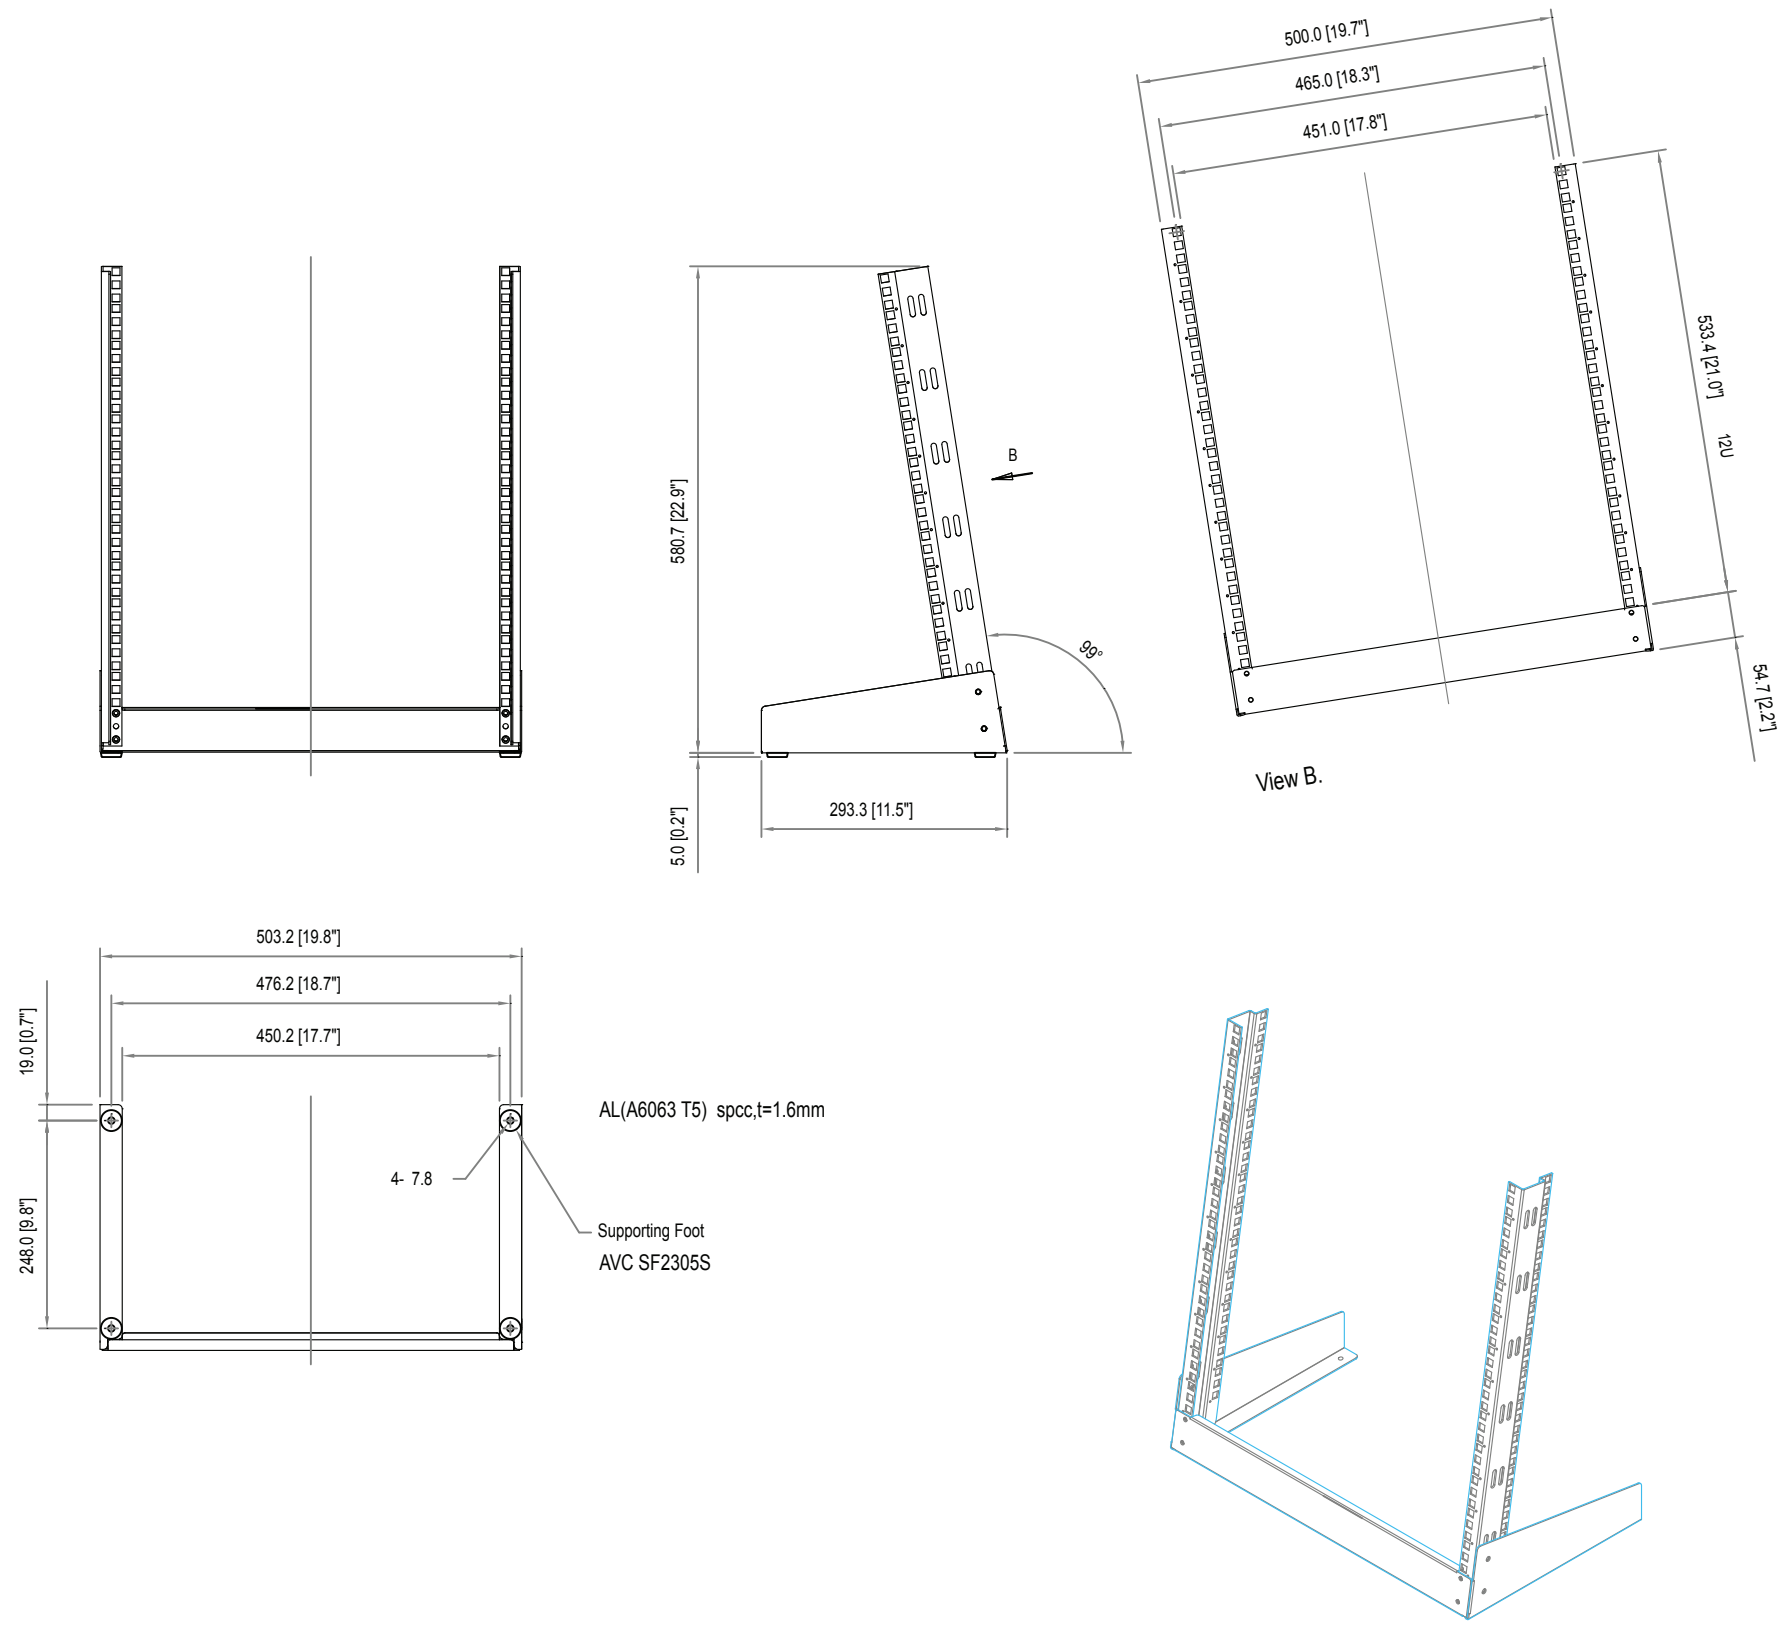 500.0 [19.7"]
465.0 [18.3"]
451.0 [17.8"]
533.4 [21.0"]
12U
54.7 [2.2"]
View B.
580.7 [22.9"]
B
99°
293.3 [11.5"]
5.0 [0.2"]
503.2 [19.8"]
476.2 [18.7"]
450.2 [17.7"]
19.0 [0.7"]
248.0 [9.8"]
4- 7.8
AL(A6063 T5) spcc,t=1.6mm
Supporting Foot
AVC SF2305S